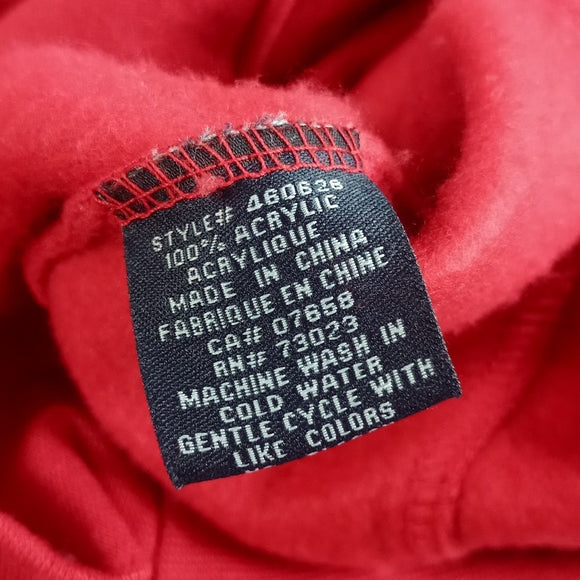 STYLE# 460626
100% ACRYLIC
ACRYLIQUE
MADE IN CHINA
FABRIQUE EN CHINE
CA# 07658
RN# 73023
MACHINE WASH IN
COLD WATER
GENTLE CYCLE WITH
LIKE COLORS